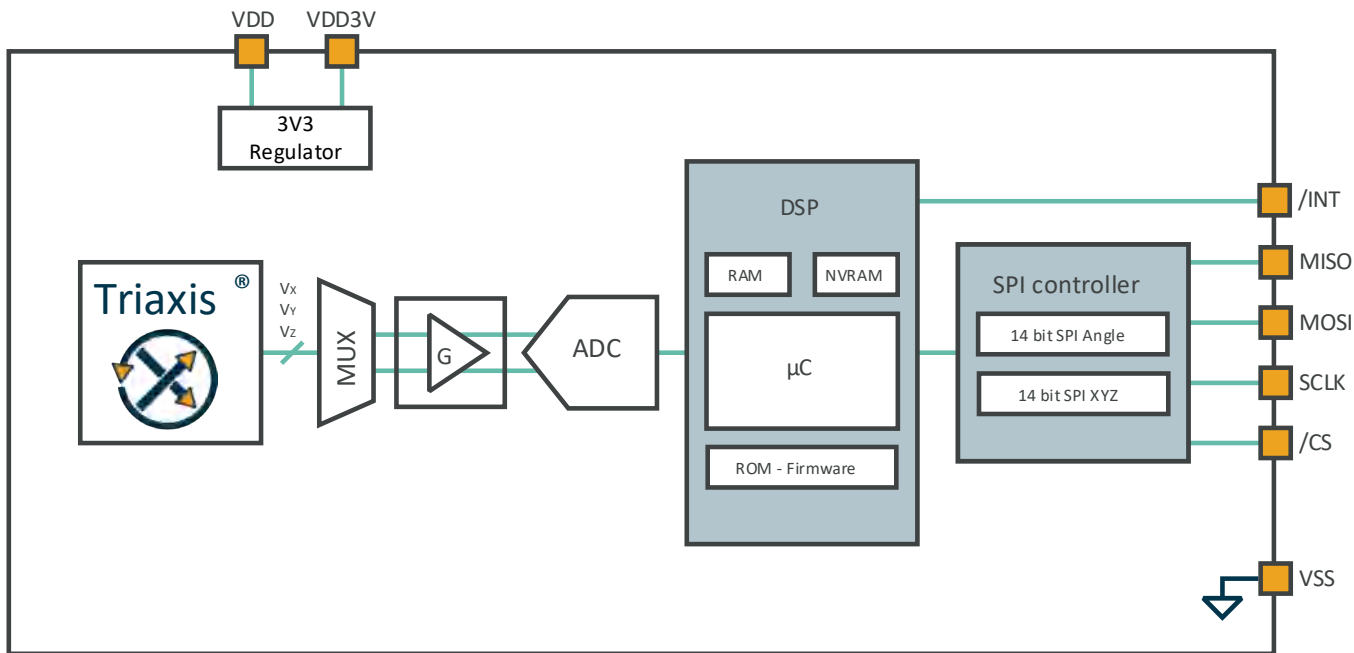 VDD
VDD3V
3V3
Regulator
Triaxis ®
VX
VY
VZ
MUX
G
ADC
DSP
RAM
NVRAM
µC
ROM - Firmware
SPI controller
14 bit SPI Angle
14 bit SPI XYZ
/INT
MISO
MOSI
SCLK
/CS
VSS